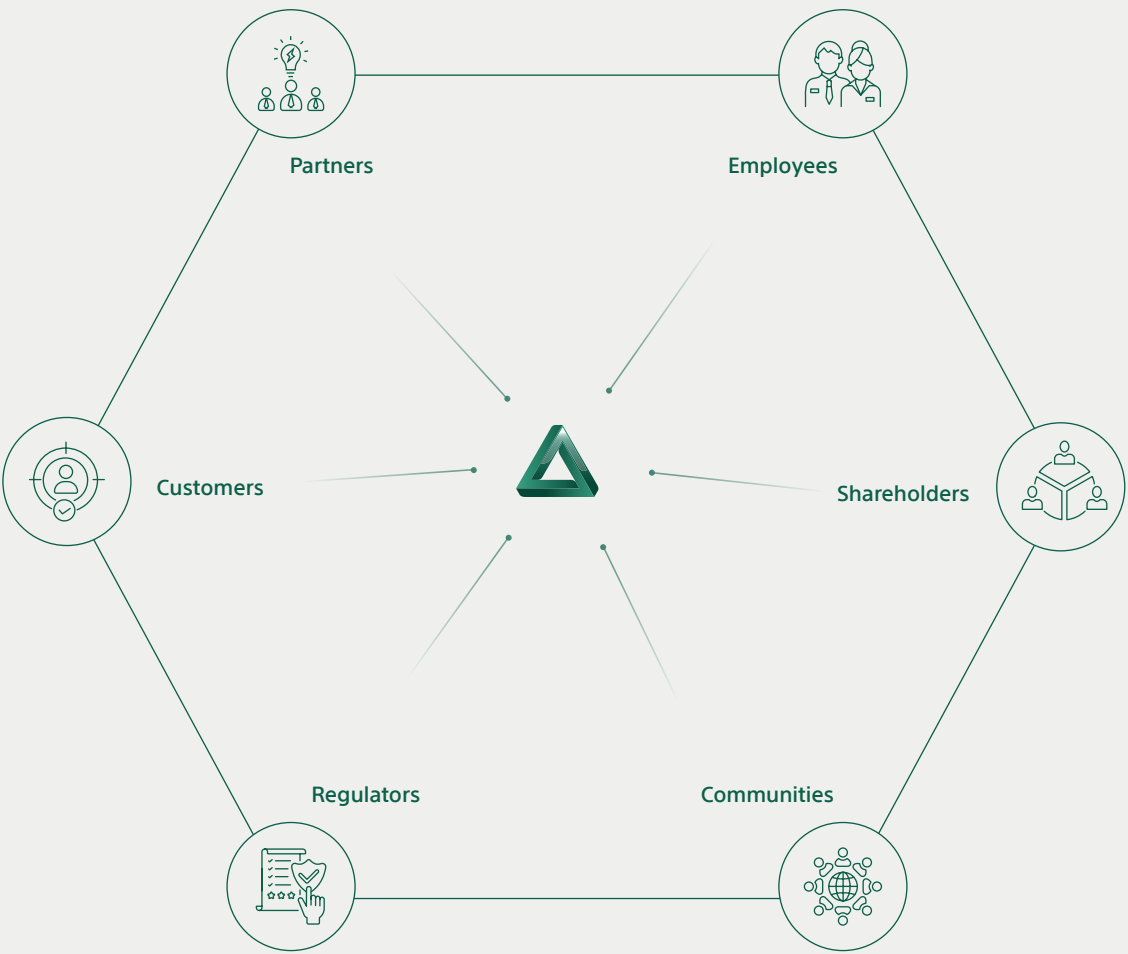 Partners
Employees
Customers
Shareholders
Regulators
Communities